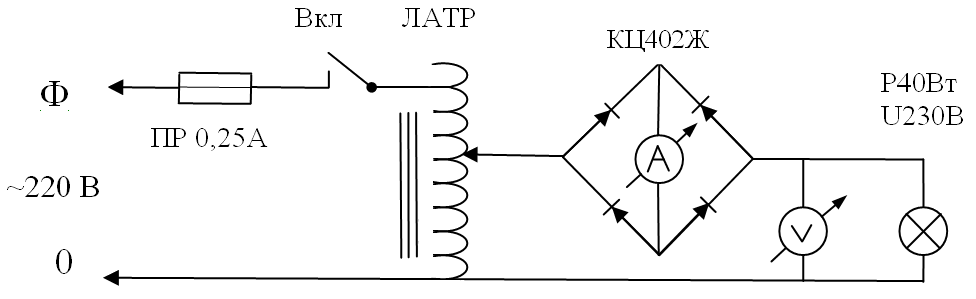 Вкл
ЛАТР
КЦ402Ж
Ф
ПР 0,25А
Р40Вт
U230В
А
~220 В
V
0